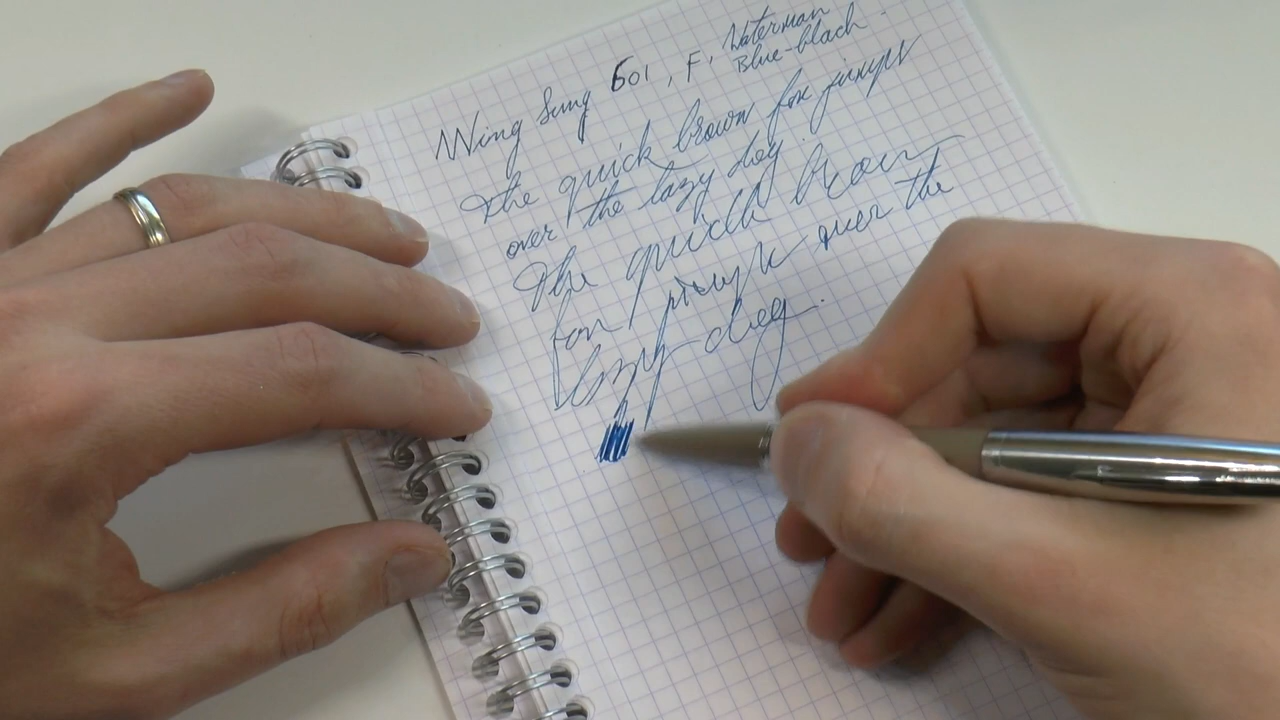 Wing Sung 601, F, Waterman
Blue-black.
The quick brown fox jumps
over the lazy dog.
The quick brown
fox jumps over the
lazy dog.